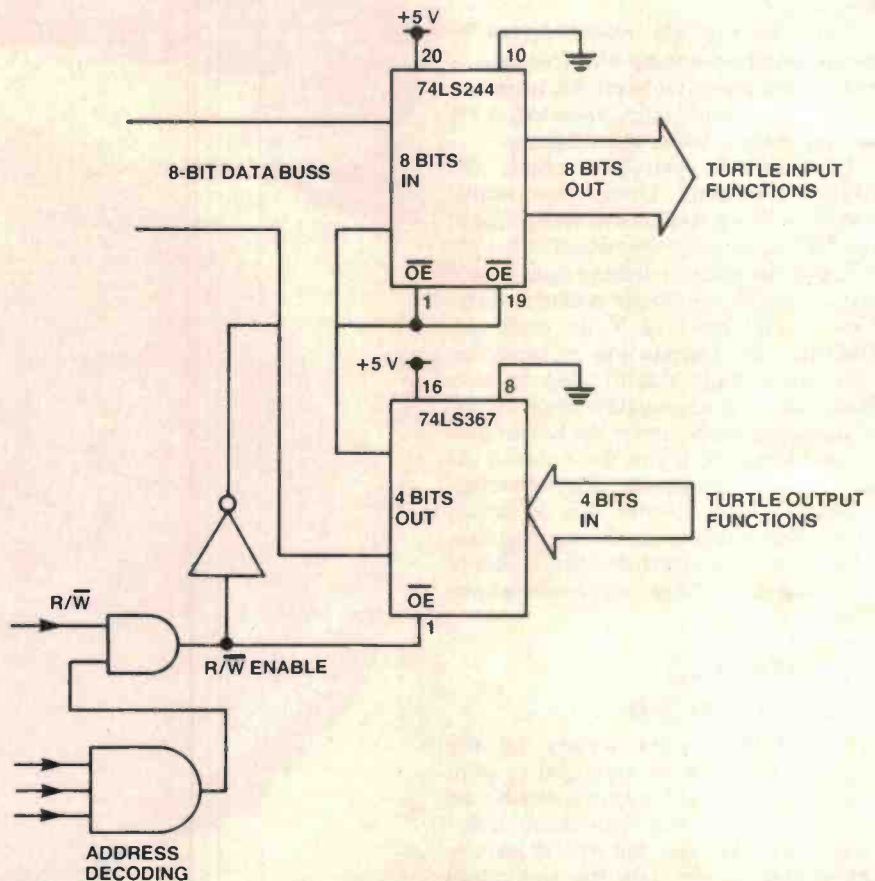 +5 V
20
10
74LS244
8-BIT DATA BUSS
8 BITS
IN
8 BITS
OUT
TURTLE INPUT
FUNCTIONS
OE
OE
1
19
+5 V
16
8
74LS367
4 BITS
OUT
4 BITS
IN
TURTLE OUTPUT
FUNCTIONS
OE
1
R/W
R/W ENABLE
ADDRESS
DECODING